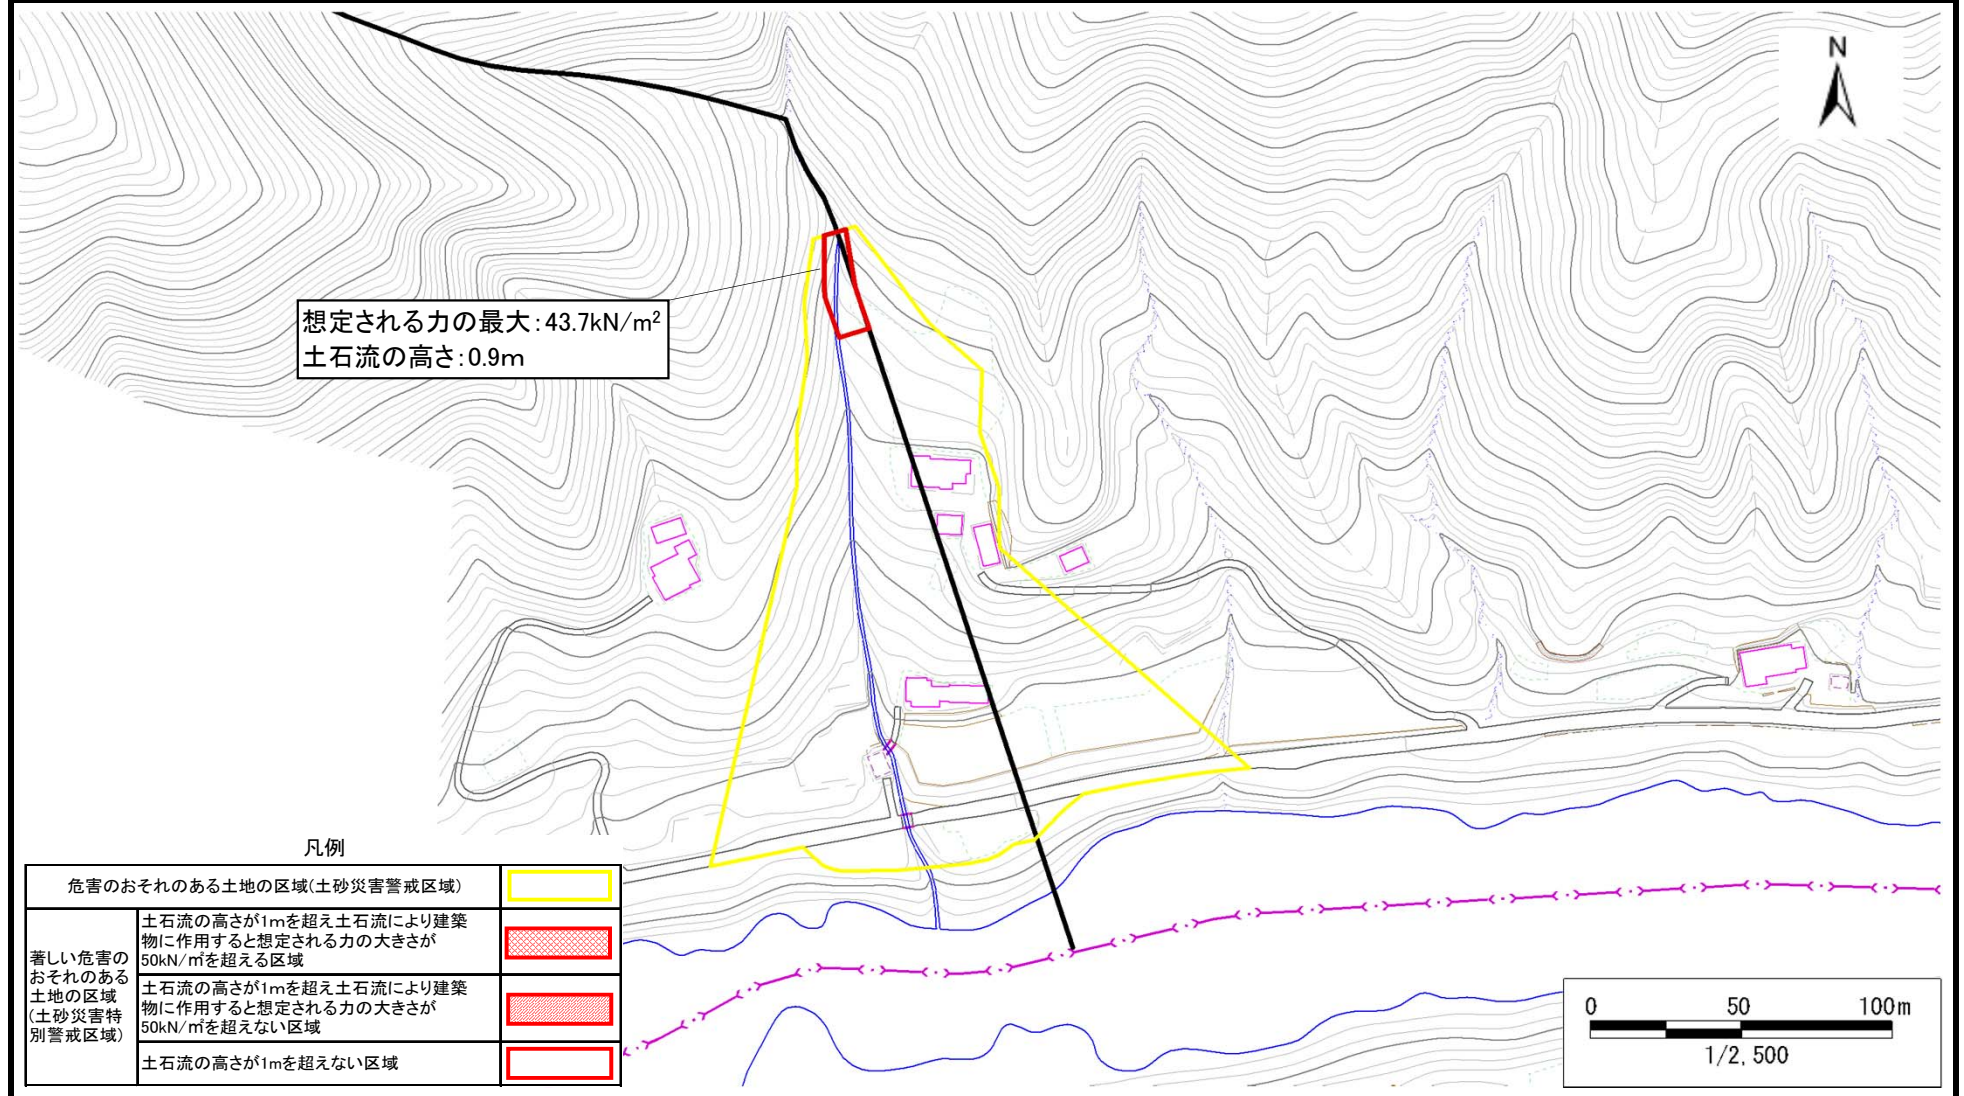 N
想定される力の最大:43.7kN/m²
土石流の高さ:0.9m
凡例
危害のおそれのある土地の区域(土砂災害警戒区域)
著しい危害の
おそれのある
土地の区域
(土砂災害特
別警戒区域)
土石流の高さが1mを超え土石流により建築
物に作用すると想定される力の大きさが
50kN/㎡を超える区域
土石流の高さが1mを超え土石流により建築
物に作用すると想定される力の大きさが
50kN/㎡を超えない区域
土石流の高さが1mを超えない区域
0 50 100m
1/2,500